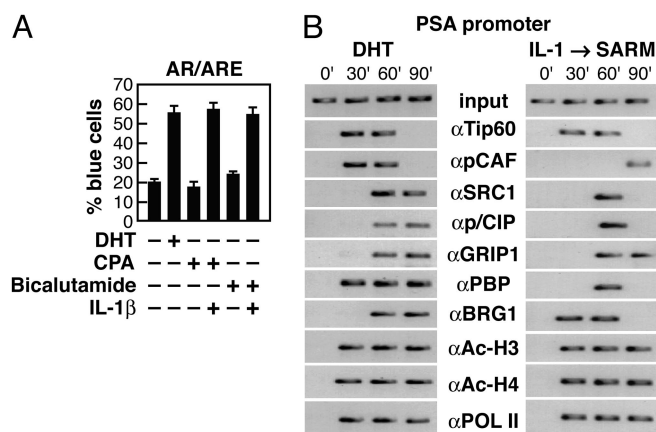 A
AR/ARE
% blue cells
70
60
50
40
30
20
10
0
DHT – + – – – –
CPA – – + + – –
Bicalutamide – – – – + +
IL-1β – – – + – +
B
PSA promoter
DHT IL-1 → SARM
0' 30' 60' 90' 0' 30' 60' 90'
input
αTip60
αpCAF
αSRC1
αp/CIP
αGRIP1
αPBP
αBRG1
αAc-H3
αAc-H4
αPOL II